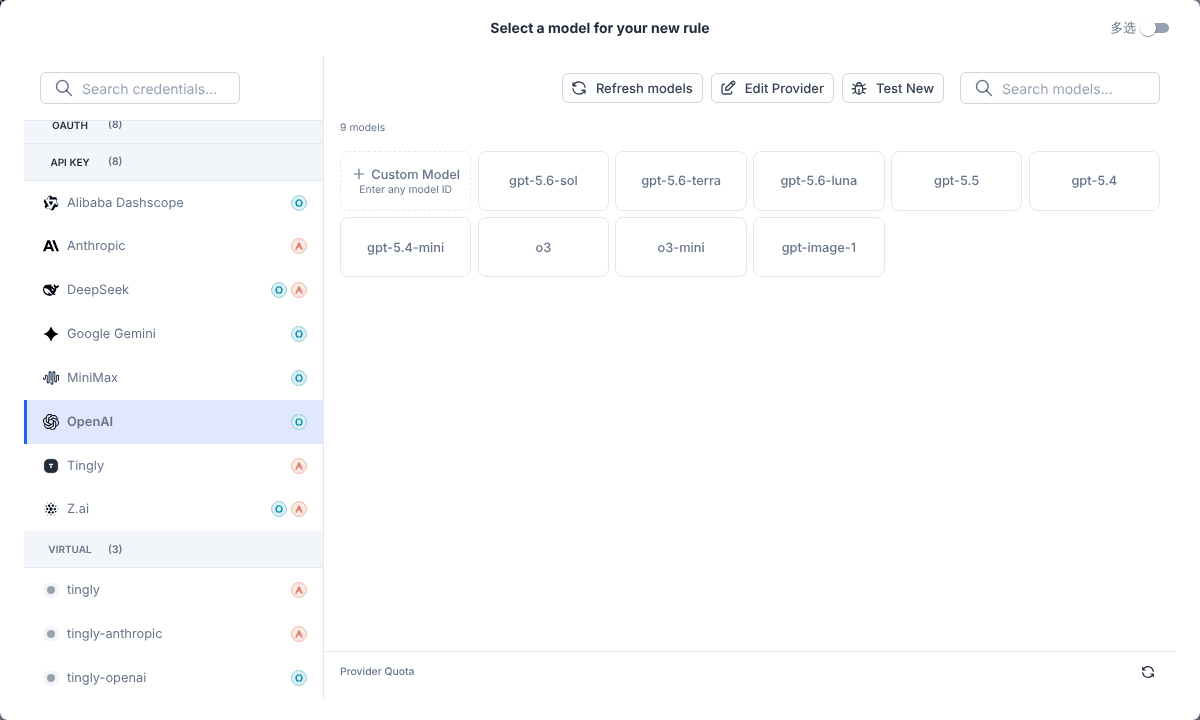 Select a model for your new rule
多选
Search credentials...
Refresh models
Edit Provider
Test New
Search models...
OAUTH (8)
API KEY (8)
Alibaba Dashscope O
Anthropic A
DeepSeek O A
Google Gemini O
MiniMax O
OpenAI O
Tingly A
Z.ai O A
VIRTUAL (3)
tingly A
tingly-anthropic A
tingly-openai O
9 models
Custom Model
Enter any model ID
gpt-5.6-sol
gpt-5.6-terra
gpt-5.6-luna
gpt-5.5
gpt-5.4
gpt-5.4-mini
o3
o3-mini
gpt-image-1
Provider Quota